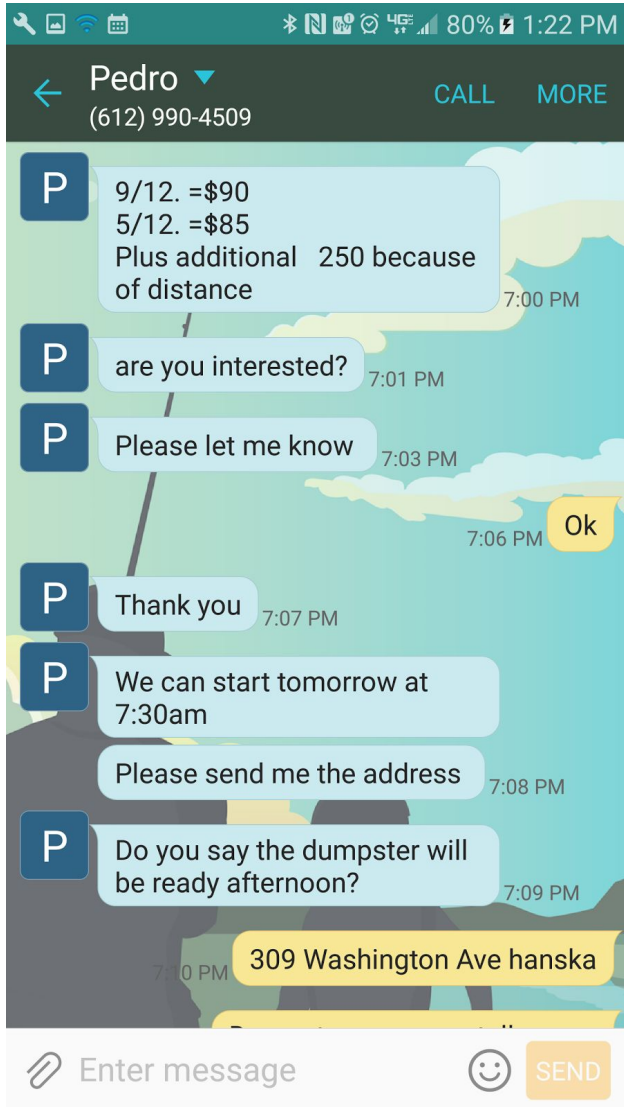 80% 1:22 PM
Pedro
(612) 990-4509
CALL MORE
P
9/12. =$90
5/12. =$85
Plus additional 250 because
of distance
7:00 PM
P
are you interested?
7:01 PM
P
Please let me know
7:03 PM
Ok
7:06 PM
P
Thank you
7:07 PM
P
We can start tomorrow at
7:30am
Please send me the address
7:08 PM
P
Do you say the dumpster will
be ready afternoon?
7:09 PM
309 Washington Ave hanska
7:10 PM
Enter message
SEND